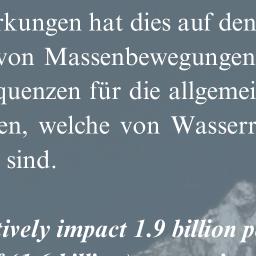 rkungen hat dies auf den
von Massenbewegungen
quenzen für die allgemei
en, welche von Wasserr
sind.
tively impact 1.9 billion p